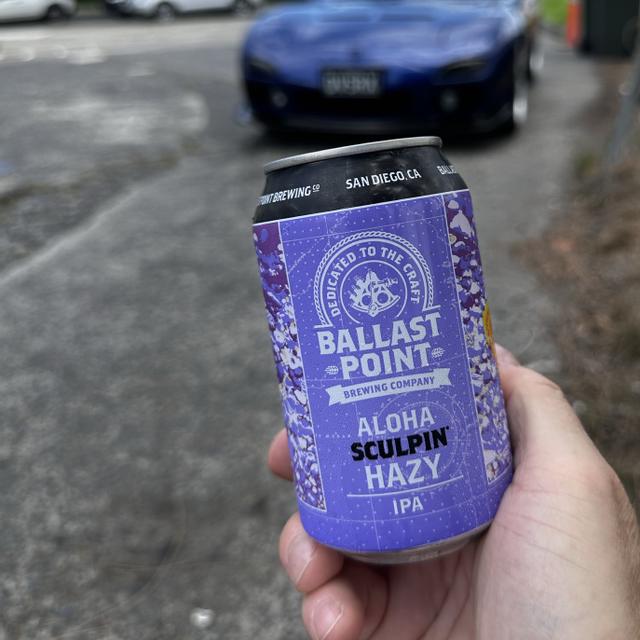 POINT BREWING CO
SAN DIEGO, CA
DEDICATED TO THE CRAFT
BALLAST
POINT
BREWING COMPANY
ALOHA
SCULPIN
HAZY
IPA